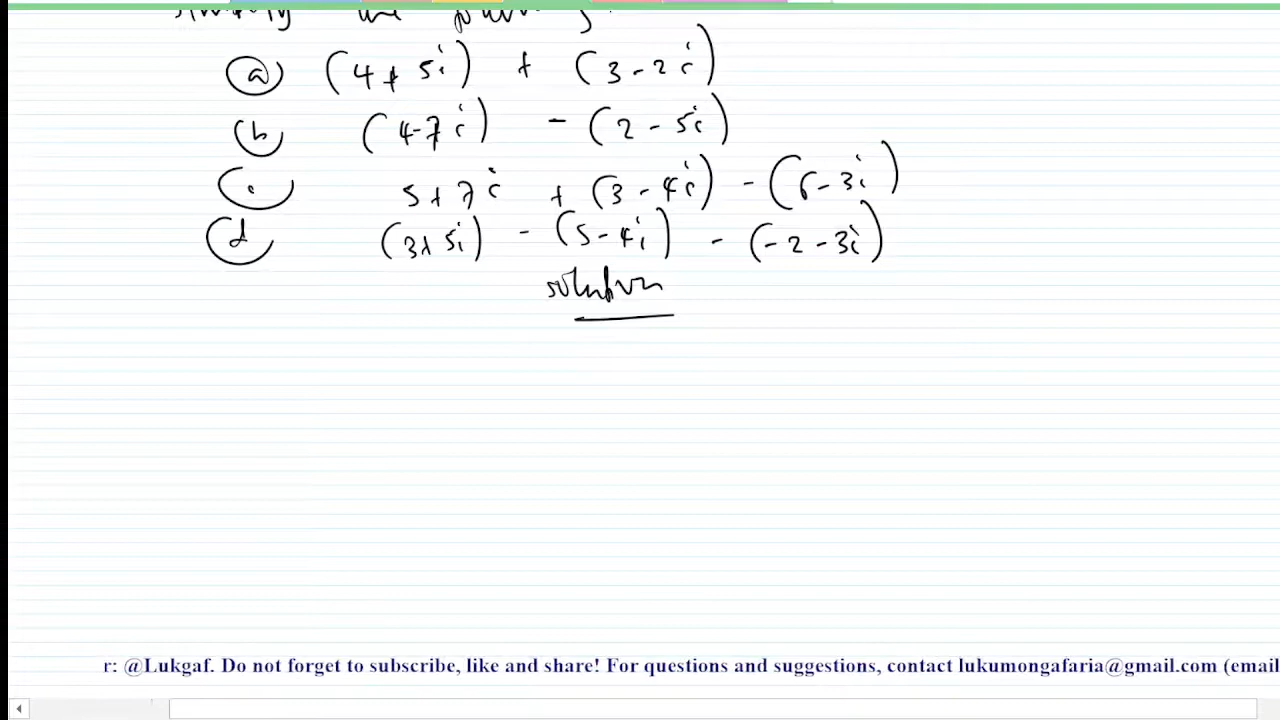 the
(a) (4 + 5i) + (3 - 2i)
(b) (4 - 7i) - (2 - 5i)
(c) 5 + 7i + (3 - 4i) - (6 - 3i)
(d) (3 + 5i) - (5 - 4i) - (-2 - 3i)
solution
r: @Lukgaf. Do not forget to subscribe, like and share! For questions and suggestions, contact lukumongafaria@gmail.com (email